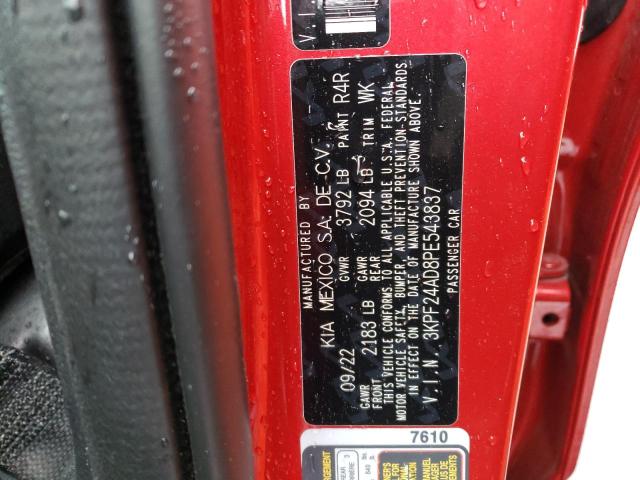 V.I
MANUFACTURED BY
KIA MEXICO S.A. DE C.V.
09/22 GVWR 3792 LB PAINT R4R
GAWR FRONT 2183 LB GAWR REAR 2094 LB TRIM WK
THIS VEHICLE CONFORMS TO ALL APPLICABLE U.S.A. FEDERAL
MOTOR VEHICLE SAFETY, BUMPER, AND THEFT PREVENTION STANDARDS
IN EFFECT ON THE DATE OF MANUFACTURE SHOWN ABOVE.
V.I.N. 3KPF24AD8PE543837
PASSENGER CAR
7610